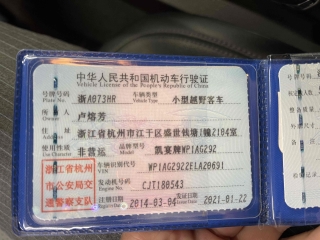 中华人民共和国机动车行驶证
Vehicle License of the People's Republic of China
号牌号码 浙A073HR 车辆类型 小型越野客车
Plate No. Vehicle Type
所有人 卢熔芳
Owner
住址 浙江省杭州市江干区盛世钱塘 幢2104室
Address
使用性质 非营运 品牌型号 凯宴牌WP1AG292
Use Character Model
浙江省杭州
市公安局交
通警察支队
车辆识别代号 WP1AG2922ELA20691
VIN
发动机号码 CJT180543
Engine No.
注册日期 2014-03-04 发证日期 2021-01-22
Register Date Issue Date